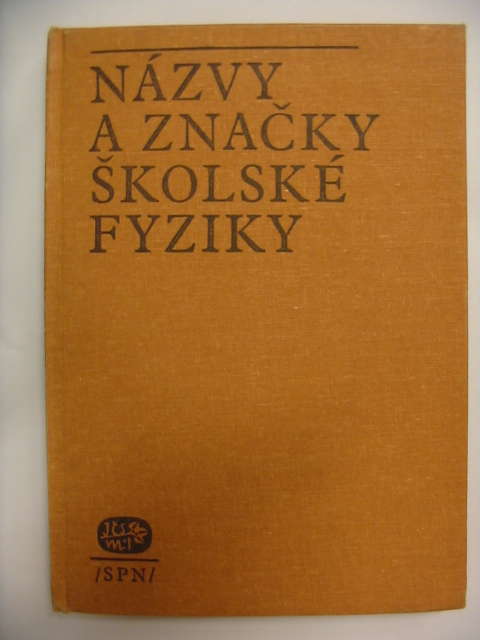 NÁZVY
A ZNAČKY
ŠKOLSKÉ
FYZIKY
/SPN/